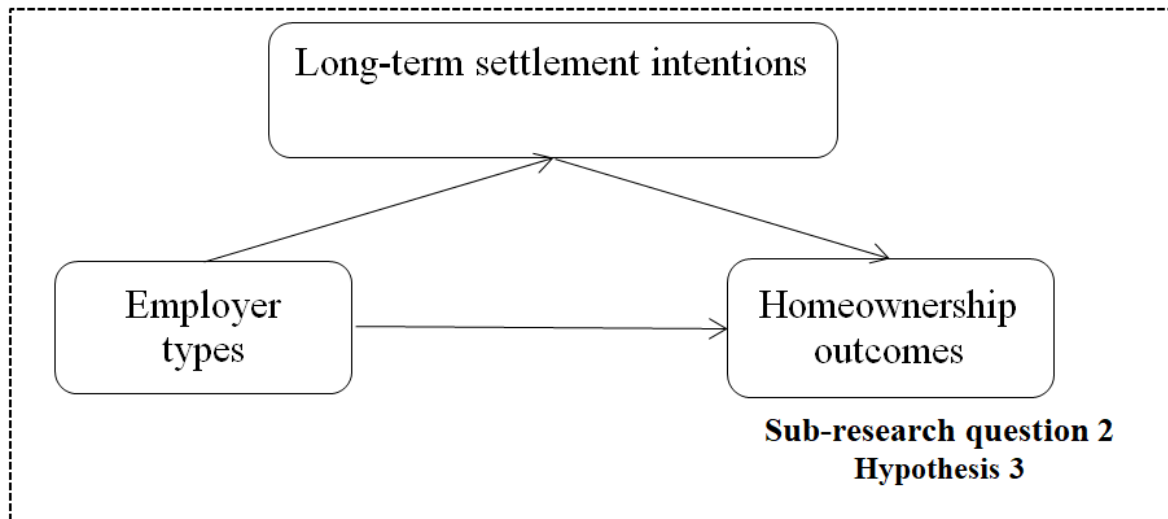 Long-term settlement intentions
Employer
types
Homeownership
outcomes
Sub-research question 2
Hypothesis 3